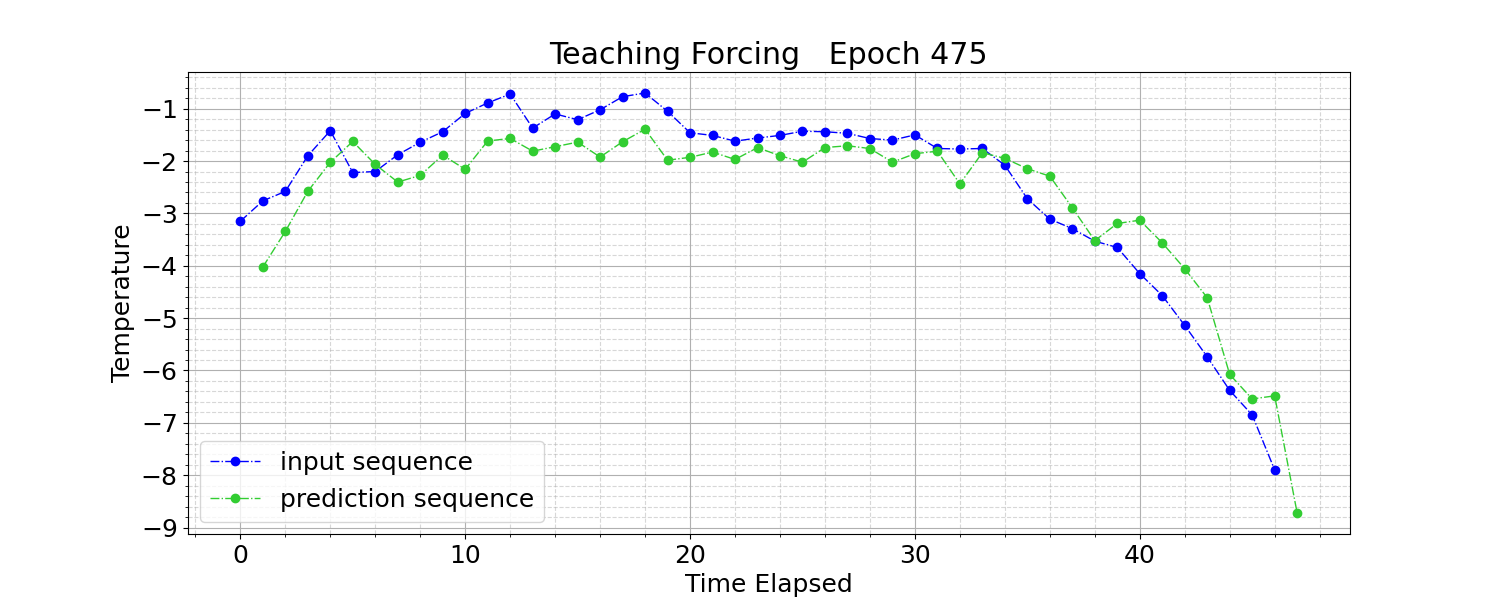 Teaching Forcing   Epoch 475
Temperature
−1
−2
−3
−4
−5
−6
−7
−8
−9
input sequence
prediction sequence
0 10 20 30 40
Time Elapsed